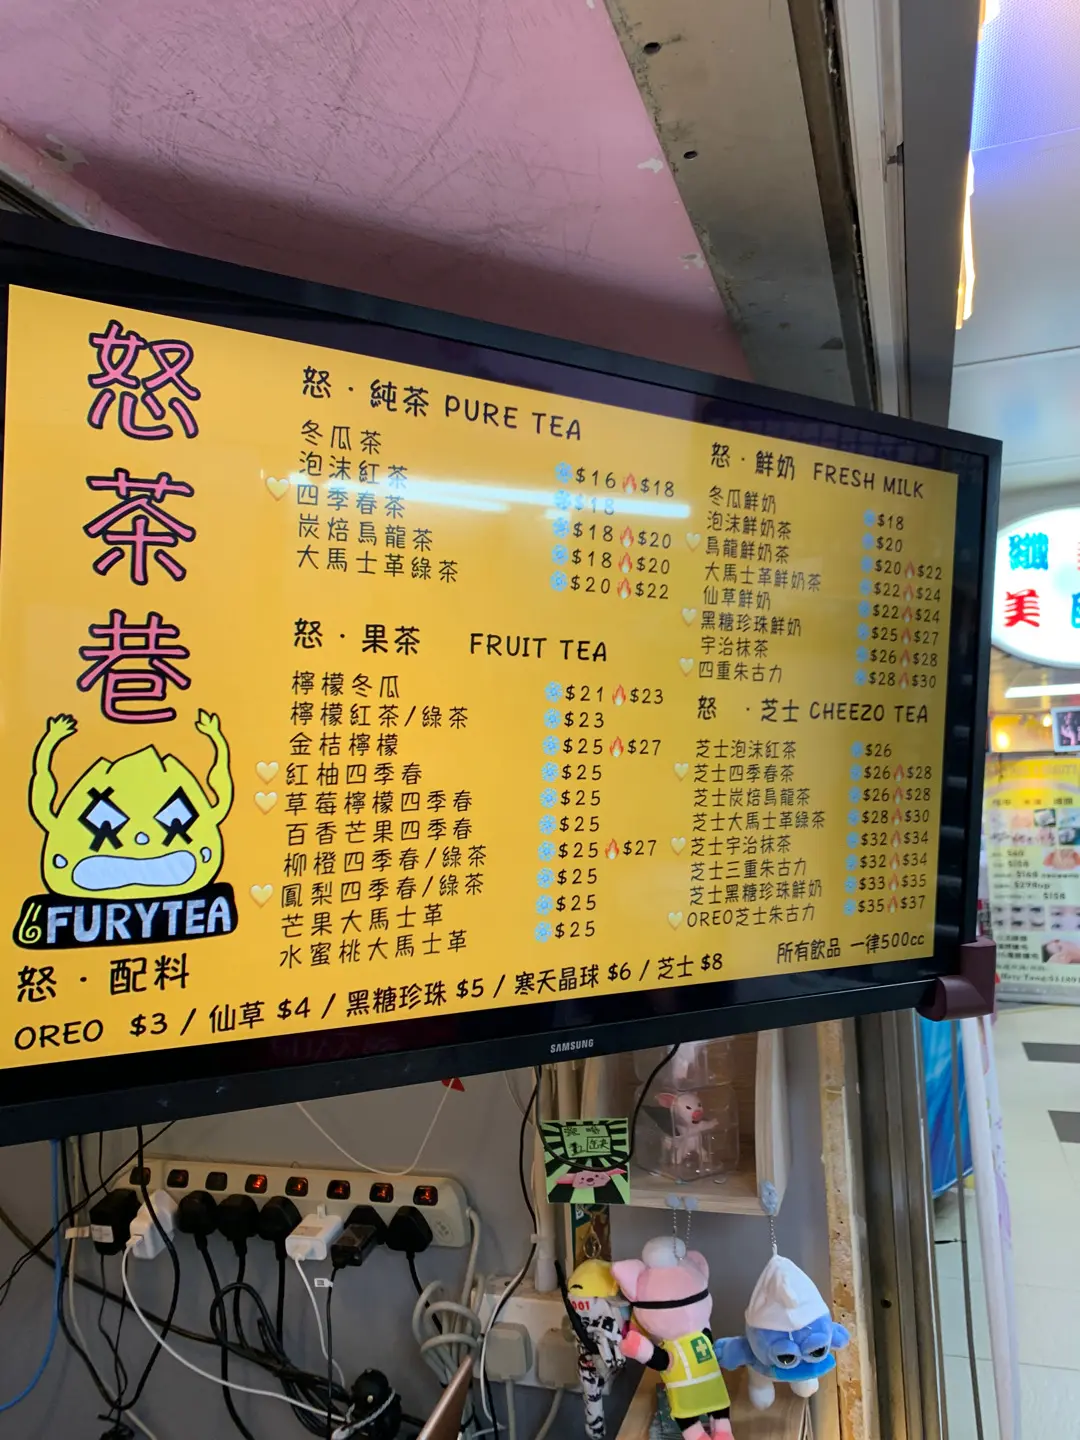 怒茶巷
FURYTEA
怒・純茶 PURE TEA
冬瓜茶 $16 $18
泡沫紅茶 $18
四季春茶 $18 $20
炭焙烏龍茶 $18 $20
大馬士革綠茶 $20 $22
怒・果茶 FRUIT TEA
檸檬冬瓜 $21 $23
檸檬紅茶/綠茶 $23
金桔檸檬 $25 $27
紅柚四季春 $25
草莓檸檬四季春 $25
百香芒果四季春 $25
柳橙四季春/綠茶 $25 $27
鳳梨四季春/綠茶 $25
芒果大馬士革 $25
水蜜桃大馬士革 $25
怒・鮮奶 FRESH MILK
冬瓜鮮奶 $18
泡沫鮮奶茶 $20
烏龍鮮奶茶 $20 $22
大馬士革鮮奶茶 $22 $24
仙草鮮奶 $22 $24
黑糖珍珠鮮奶 $25 $27
宇治抹茶 $26 $28
四重朱古力 $28 $30
怒・芝士 CHEEZO TEA
芝士泡沫紅茶 $26
芝士四季春茶 $26 $28
芝士炭焙烏龍茶 $26 $28
芝士大馬士革綠茶 $28 $30
芝士宇治抹茶 $32 $34
芝士三重朱古力 $32 $34
芝士黑糖珍珠鮮奶 $33 $35
OREO芝士朱古力 $35 $37
所有飲品 一律500cc
怒・配料
OREO $3 / 仙草 $4 / 黑糖珍珠 $5 / 寒天晶球 $6 / 芝士 $8
SAMSUNG
纖
美